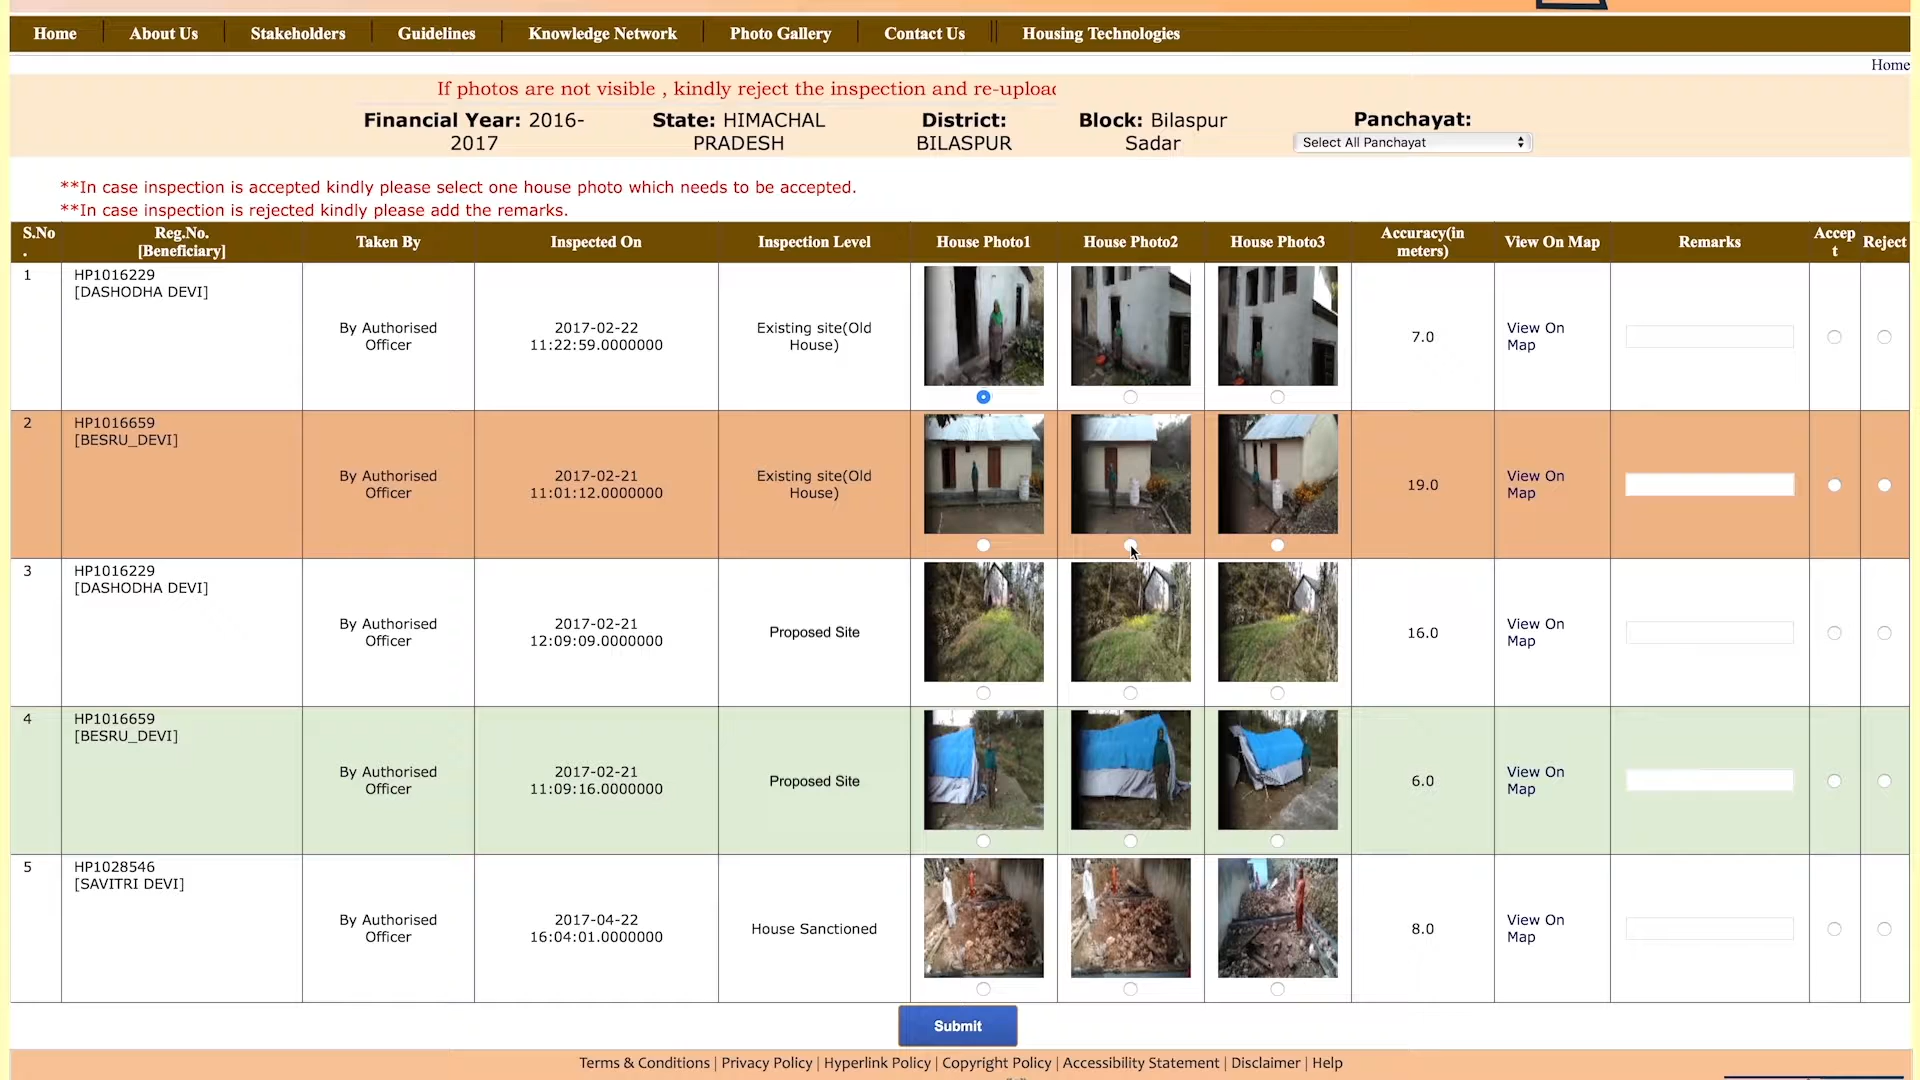 Home About Us Stakeholders Guidelines Knowledge Network Photo Gallery Contact Us Housing Technologies
Home
If photos are not visible , kindly reject the inspection and re-upload
Financial Year: 2016-
2017
State: HIMACHAL
PRADESH
District:
BILASPUR
Block: Bilaspur
Sadar
Panchayat:
Select All Panchayat
**In case inspection is accepted kindly please select one house photo which needs to be accepted.
**In case inspection is rejected kindly please add the remarks.
S.No
.
Reg.No.
[Beneficiary]
Taken By
Inspected On
Inspection Level
House Photo1
House Photo2
House Photo3
Accuracy(in
meters)
View On Map
Remarks
Accep
t
Reject
1
HP1016229
[DASHODHA DEVI]
By Authorised
Officer
2017-02-22
11:22:59.0000000
Existing site(Old
House)
7.0
View On
Map
2
HP1016659
[BESRU_DEVI]
By Authorised
Officer
2017-02-21
11:01:12.0000000
Existing site(Old
House)
19.0
View On
Map
3
HP1016229
[DASHODHA DEVI]
By Authorised
Officer
2017-02-21
12:09:09.0000000
Proposed Site
16.0
View On
Map
4
HP1016659
[BESRU_DEVI]
By Authorised
Officer
2017-02-21
11:09:16.0000000
Proposed Site
6.0
View On
Map
5
HP1028546
[SAVITRI DEVI]
By Authorised
Officer
2017-04-22
16:04:01.0000000
House Sanctioned
8.0
View On
Map
Submit
Terms & Conditions | Privacy Policy | Hyperlink Policy | Copyright Policy | Accessibility Statement | Disclaimer | Help